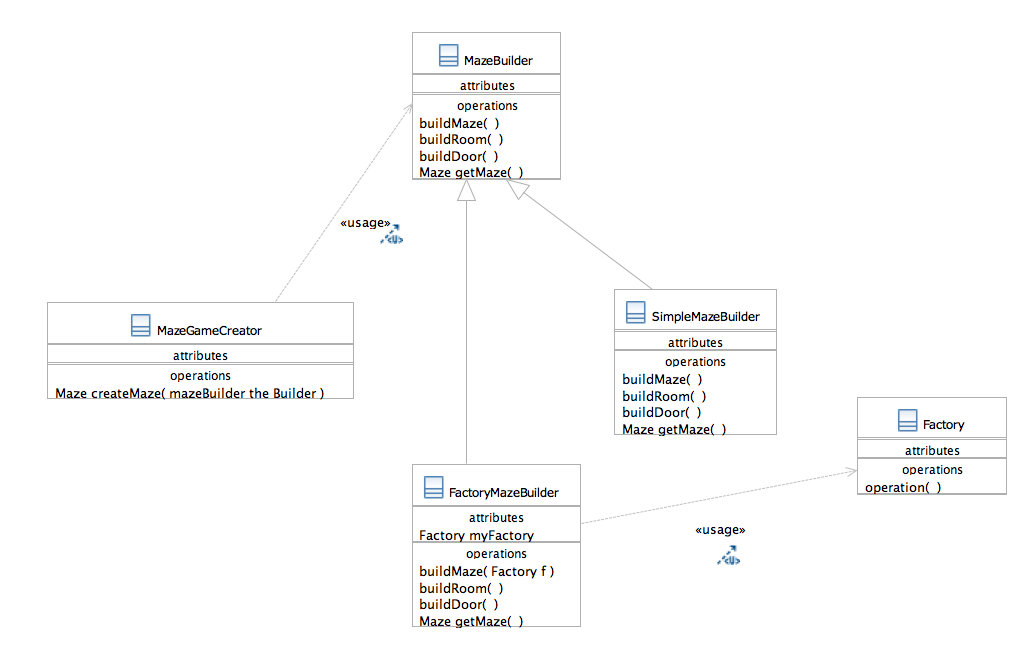 MazeBuilder
attributes
operations
buildMaze( )
buildRoom( )
buildDoor( )
Maze getMaze( )
«usage»
MazeGameCreator
attributes
operations
Maze createMaze( mazeBuilder the Builder )
SimpleMazeBuilder
attributes
operations
buildMaze( )
buildRoom( )
buildDoor( )
Maze getMaze( )
Factory
attributes
operations
operation( )
FactoryMazeBuilder
attributes
Factory myFactory
operations
buildMaze( Factory f )
buildRoom( )
buildDoor( )
Maze getMaze( )
«usage»